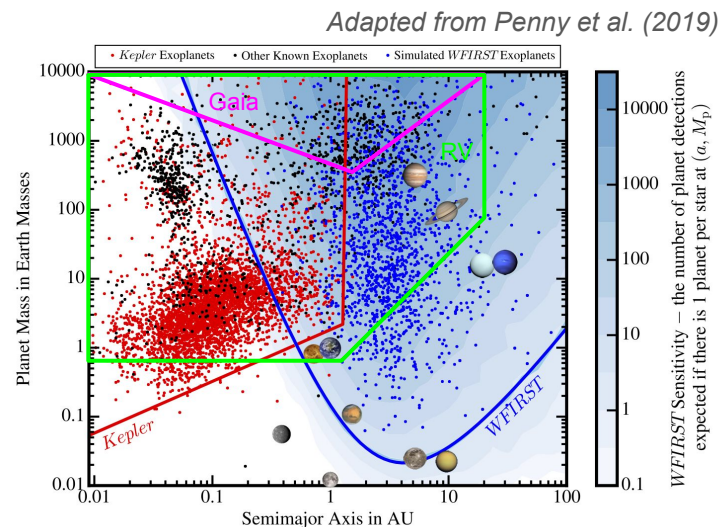 Adapted from Penny et al. (2019)
Kepler Exoplanets Other Known Exoplanets Simulated WFIRST Exoplanets
10000
1000
100
10
1
0.1
0.01
Planet Mass in Earth Masses
Gaia
RV
Kepler
WFIRST
0.01 0.1 1 10 100
Semimajor Axis in AU
10000
1000
100
10
1
0.1
WFIRST Sensitivity − the number of planet detections
expected if there is 1 planet per star at (a, Mp)